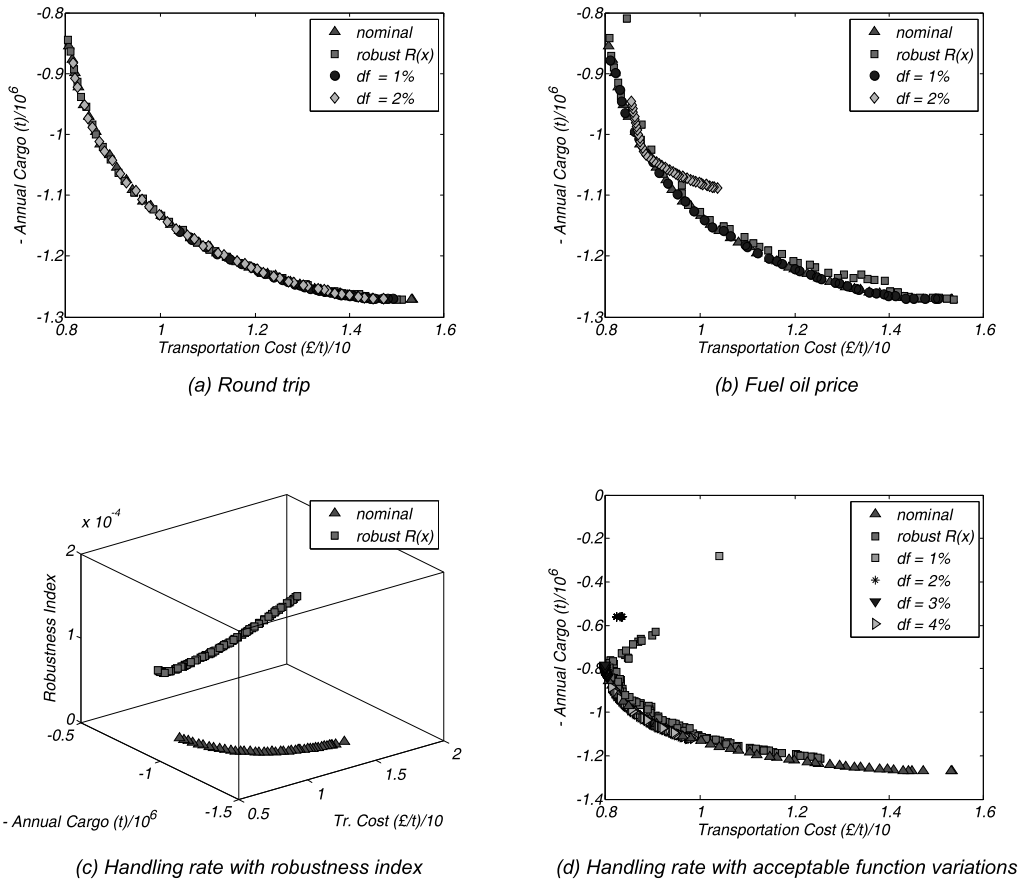 -0.8
-0.9
-1
-1.1
-1.2
-1.3
- Annual Cargo (t)/10^6
0.8 1 1.2 1.4 1.6
Transportation Cost (£/t)/10
nominal
robust R(x)
df = 1%
df = 2%
(a) Round trip
-0.8
-0.9
-1
-1.1
-1.2
-1.3
- Annual Cargo (t)/10^6
0.8 1 1.2 1.4 1.6
Transportation Cost (£/t)/10
nominal
robust R(x)
df = 1%
df = 2%
(b) Fuel oil price
x 10^-4
2
1
0
Robustness Index
-0.5
-1
-1.5
- Annual Cargo (t)/10^6
0.5
1
1.5
2
Tr. Cost (£/t)/10
nominal
robust R(x)
(c) Handling rate with robustness index
0
-0.2
-0.4
-0.6
-0.8
-1
-1.2
-1.4
- Annual Cargo (t)/10^6
0.8 1 1.2 1.4 1.6
Transportation Cost (£/t)/10
nominal
robust R(x)
df = 1%
df = 2%
df = 3%
df = 4%
(d) Handling rate with acceptable function variations